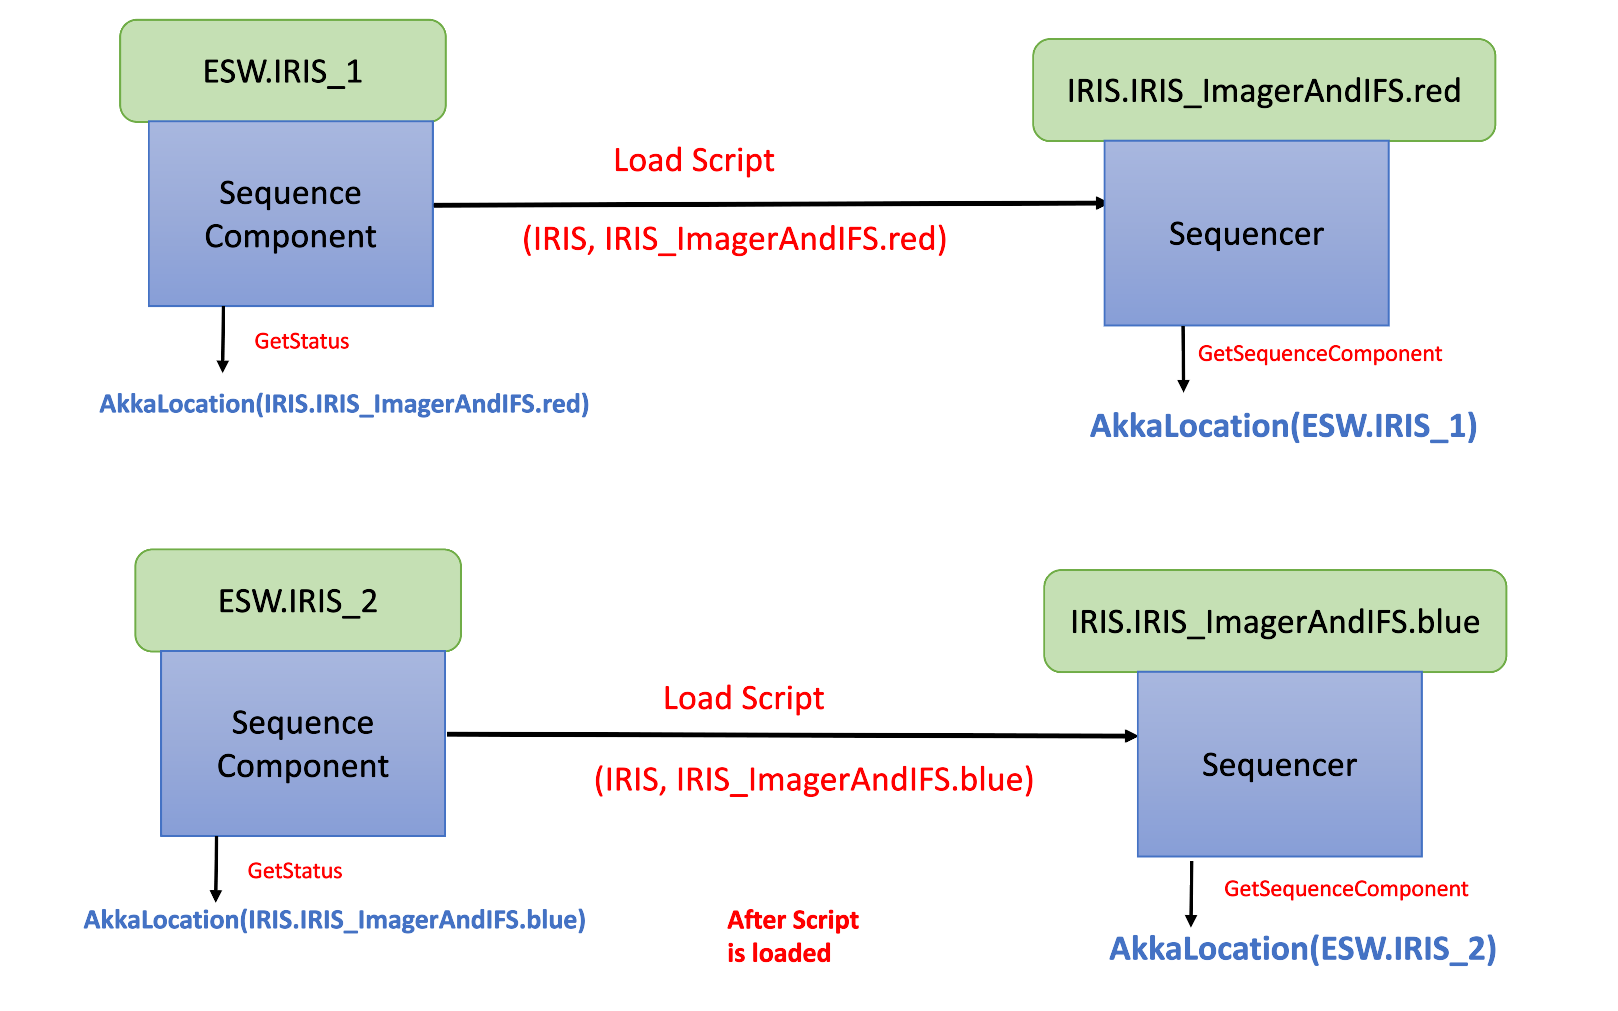 ESW.IRIS_1
IRIS.IRIS_ImagerAndIFS.red
Sequence
Component
Load Script
(IRIS, IRIS_ImagerAndIFS.red)
Sequencer
GetStatus
GetSequenceComponent
AkkaLocation(IRIS.IRIS_ImagerAndIFS.red)
AkkaLocation(ESW.IRIS_1)
ESW.IRIS_2
IRIS.IRIS_ImagerAndIFS.blue
Sequence
Component
Load Script
(IRIS, IRIS_ImagerAndIFS.blue)
Sequencer
GetStatus
GetSequenceComponent
AkkaLocation(IRIS.IRIS_ImagerAndIFS.blue)
After Script
is loaded
AkkaLocation(ESW.IRIS_2)